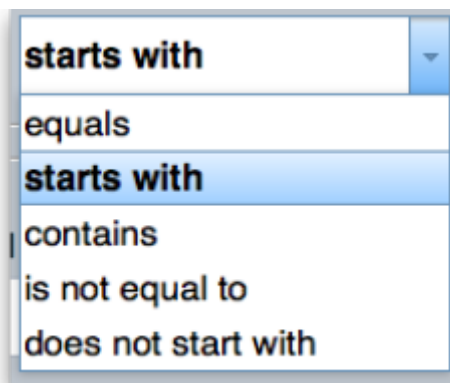 starts with
equals
starts with
contains
is not equal to
does not start with